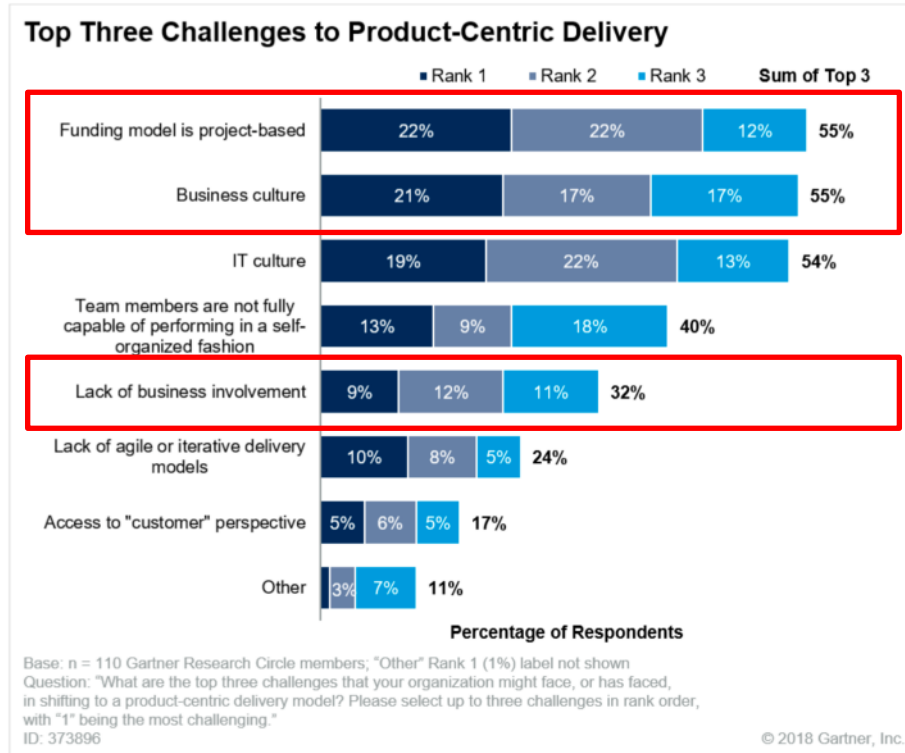 Top Three Challenges to Product-Centric Delivery
Rank 1 Rank 2 Rank 3 Sum of Top 3
Funding model is project-based 22% 22% 12% 55%
Business culture 21% 17% 17% 55%
IT culture 19% 22% 13% 54%
Team members are not fully
capable of performing in a self-
organized fashion
13% 9% 18% 40%
Lack of business involvement 9% 12% 11% 32%
Lack of agile or iterative delivery
models
10% 8% 5% 24%
Access to "customer" perspective 5% 6% 5% 17%
Other 3% 7% 11%
Percentage of Respondents
Base: n = 110 Gartner Research Circle members; "Other" Rank 1 (1%) label not shown
Question: "What are the top three challenges that your organization might face, or has faced,
in shifting to a product-centric delivery model? Please select up to three challenges in rank order,
with "1" being the most challenging."
ID: 373896
© 2018 Gartner, Inc.